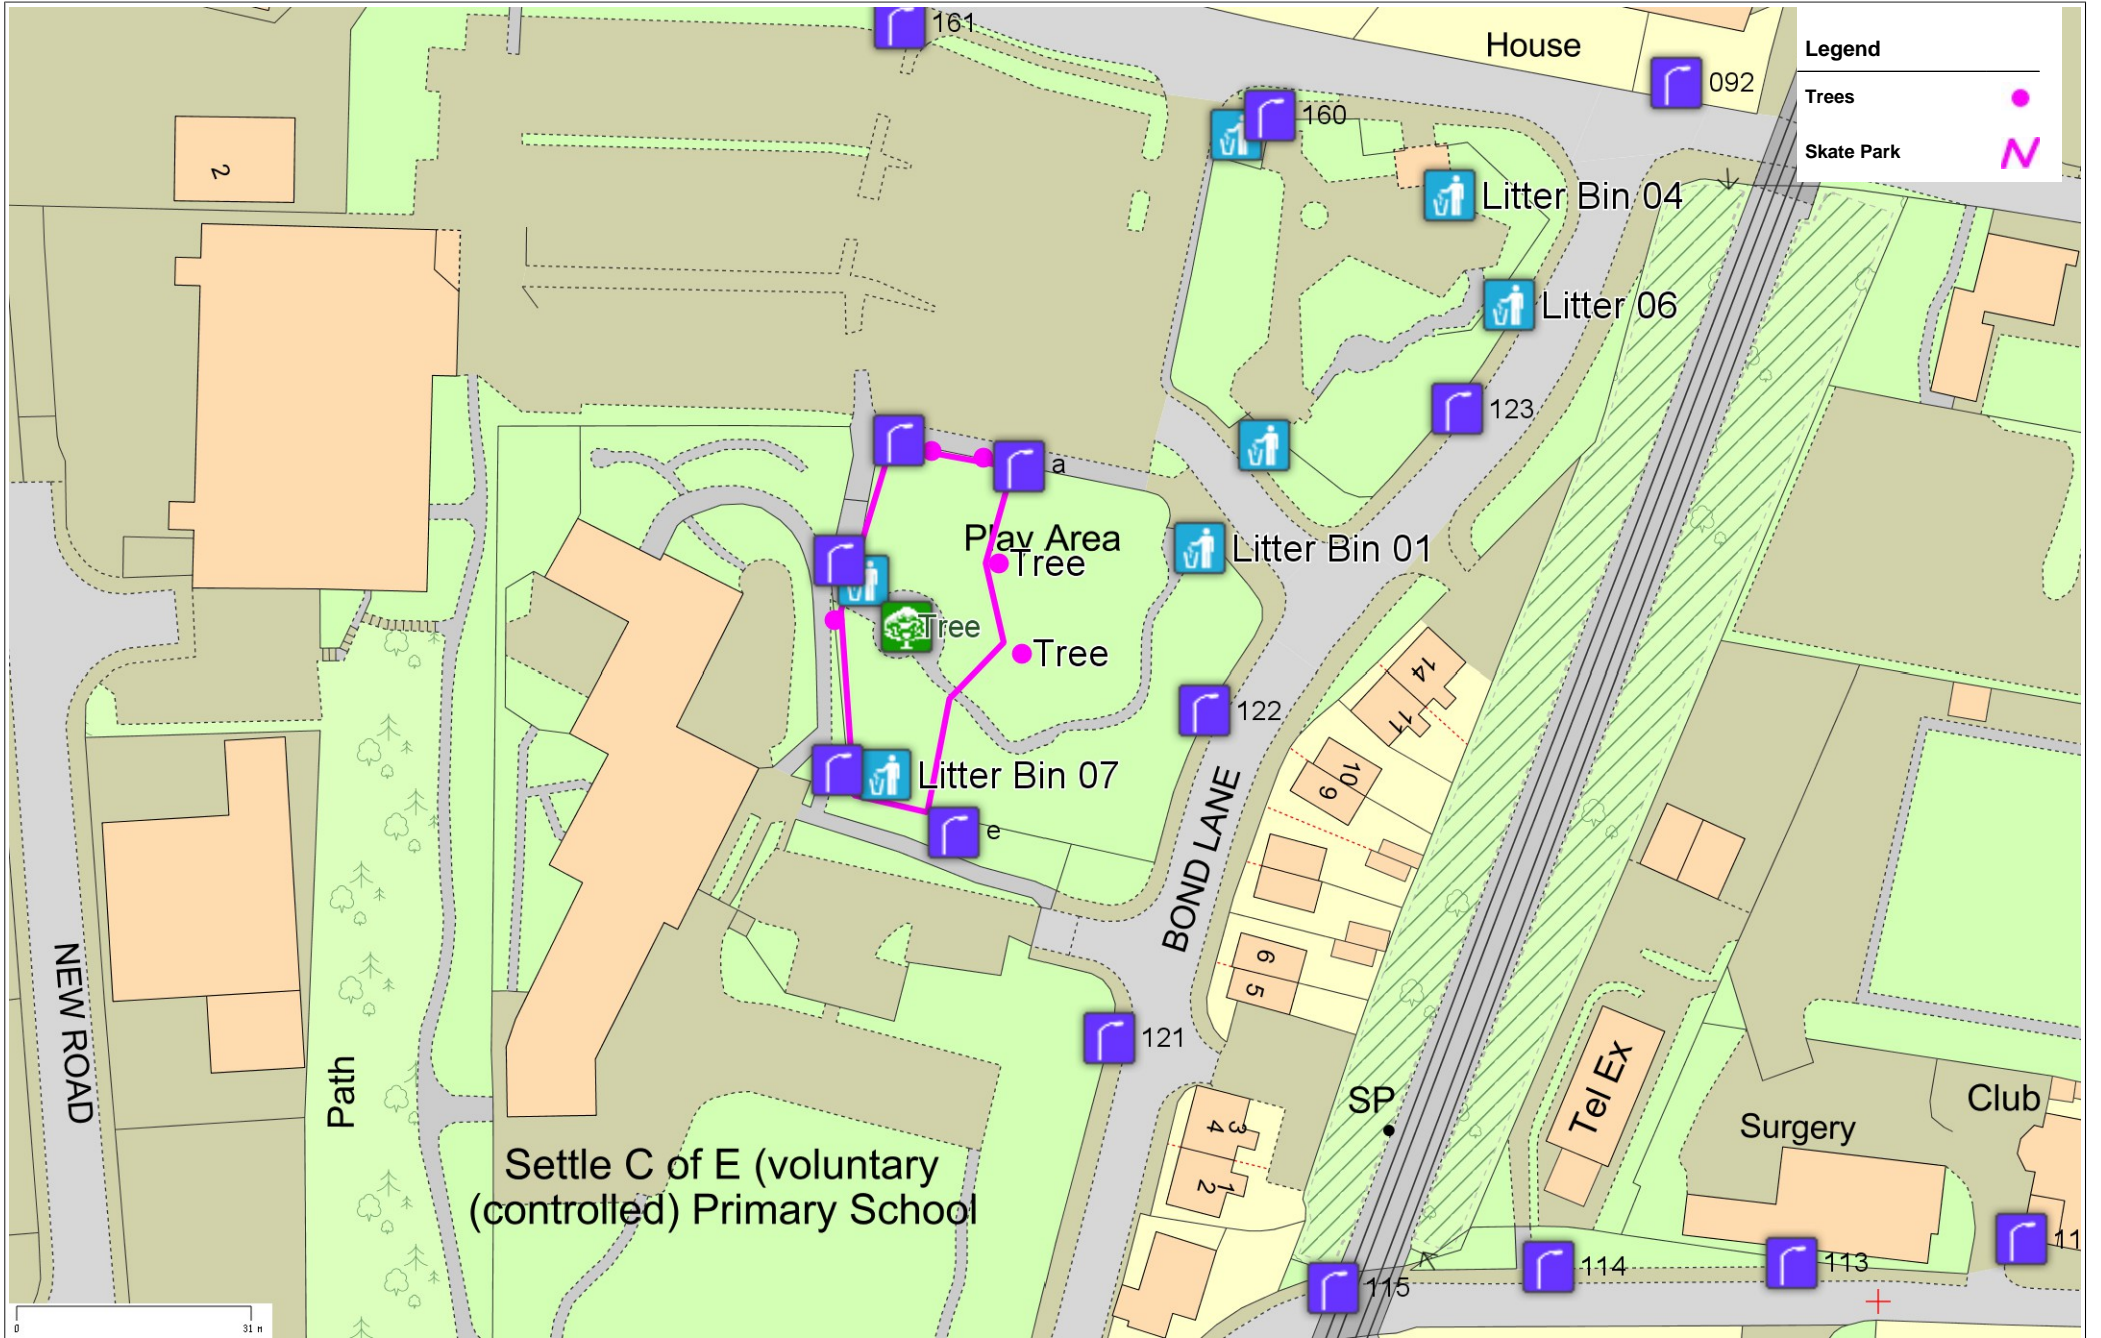 161
House
092
Legend
Trees
Skate Park
160
2
Litter Bin 04
Litter 06
123
a
Play Area
Tree
Litter Bin 01
Tree
Tree
14
11
122
10
9
Litter Bin 07
e
BOND LANE
6
5
NEW ROAD
Path
121
SP
Tel Ex
Club
Surgery
3
4
1
2
Settle C of E (voluntary
(controlled) Primary School
115
114
113
11
0
31 M